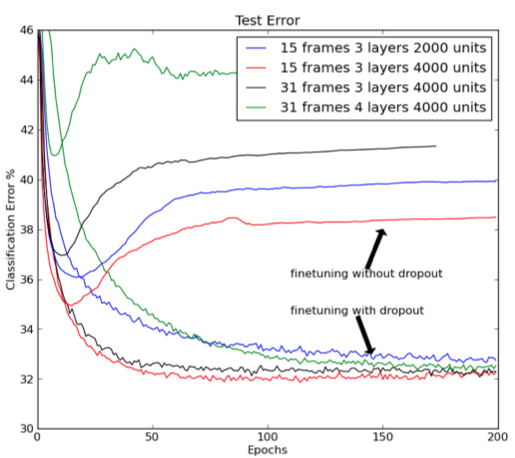 Test Error
46
44
42
40
38
36
34
32
30
Classification Error %
15 frames 3 layers 2000 units
15 frames 3 layers 4000 units
31 frames 3 layers 4000 units
31 frames 4 layers 4000 units
finetuning without dropout
finetuning with dropout
0 50 100 150 200
Epochs